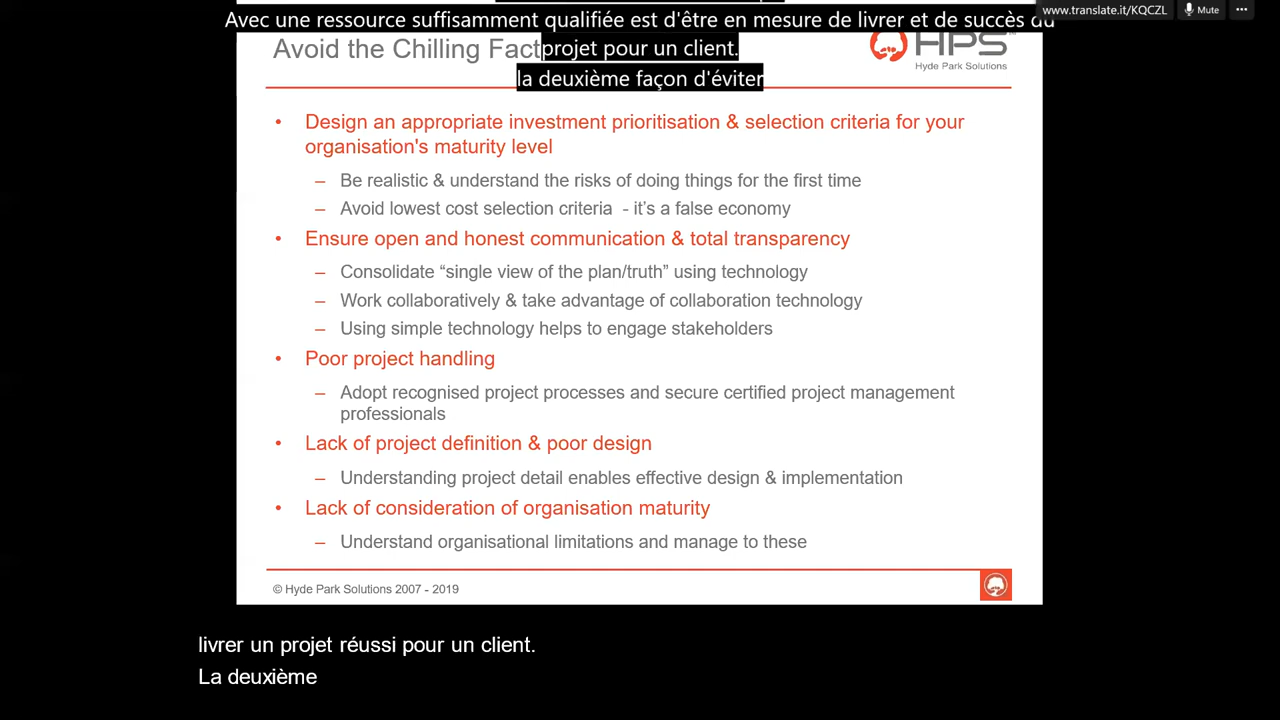 www.translate.it/KQCZL Mute
Avec une ressource suffisamment qualifiée est d'être en mesure de livrer et de succès du
projet pour un client.
la deuxième façon d'éviter
Avoid the Chilling Fact
HPS
Hyde Park Solutions
• Design an appropriate investment prioritisation & selection criteria for your
organisation's maturity level
– Be realistic & understand the risks of doing things for the first time
– Avoid lowest cost selection criteria - it’s a false economy
• Ensure open and honest communication & total transparency
– Consolidate “single view of the plan/truth” using technology
– Work collaboratively & take advantage of collaboration technology
– Using simple technology helps to engage stakeholders
• Poor project handling
– Adopt recognised project processes and secure certified project management
professionals
• Lack of project definition & poor design
– Understanding project detail enables effective design & implementation
• Lack of consideration of organisation maturity
– Understand organisational limitations and manage to these
© Hyde Park Solutions 2007 - 2019
livrer un projet réussi pour un client.
La deuxième